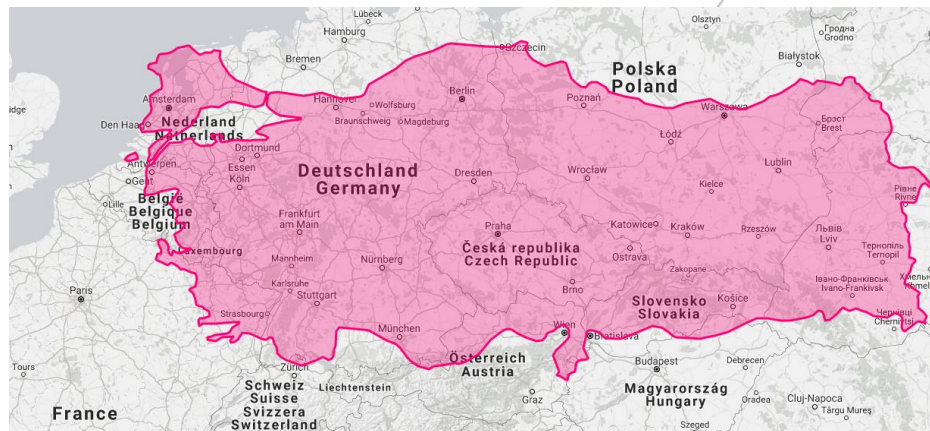 Lübeck
Olsztyn
Hamburg
Гродна
Grodno
Szczecin
Bremen
Białystok
Polska
Poland
Berlin
Amsterdam
Hannover
Wolfsburg
Poznań
Warszawa
Braunschweig
Magdeburg
Den Haa
Nederland
Netherlands
Брэст
Brest
Łódź
Dortmund
Antwerpen
Essen
Lublin
Deutschland
Germany
Gent
Köln
Dresden
Wrocław
Kielce
Рівне
Rivne
België
Belgique
Belgium
Lille
Frankfurt
am Main
Praha
Katowice
Kraków
Rzeszów
Львів
Lviv
Česká republika
Czech Republic
Ostrava
Тернопіль
Ternopil
Luxembourg
Mannheim
Nürnberg
Zakopane
Karlsruhe
Stuttgart
Brno
Івано-Франківськ
Ivano-Frankivsk
Paris
Slovensko
Slovakia
Košice
Strasbourg
Чернівці
Chernivtsi
München
Wien
Bratislava
Österreich
Austria
Budapest
Debrecen
Tours
Zürich
Schweiz
Suisse
Svizzera
Switzerland
Liechtenstein
Graz
Magyarország
Hungary
Oradea
Cluj-Napoca
Târgu Mureș
France
Szeged